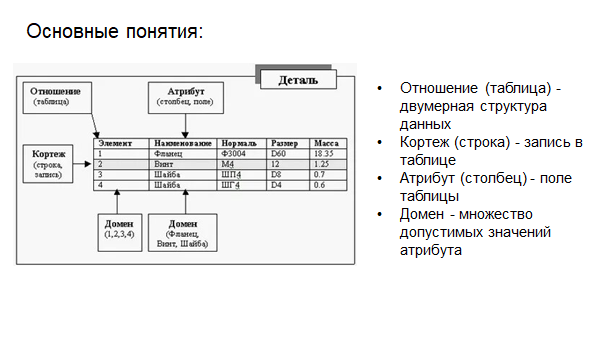 Основные понятия:
Деталь
Отношение
(таблица)
Атрибут
(столбец, поле)
Кортеж
(строка,
запись)
Элемент Наименование Нормаль Размер Масса
1 Фланец Ф3004 D60 18.35
2 Винт М4 12 1.25
3 Шайба ШП4 D8 0.7
4 Шайба ШГ4 D4 0.6
Домен
(1,2,3,4)
Домен
(Фланец,
Винт, Шайба)
• Отношение (таблица) -
двумерная структура
данных
• Кортеж (строка) - запись в
таблице
• Атрибут (столбец) - поле
таблицы
• Домен - множество
допустимых значений
атрибута